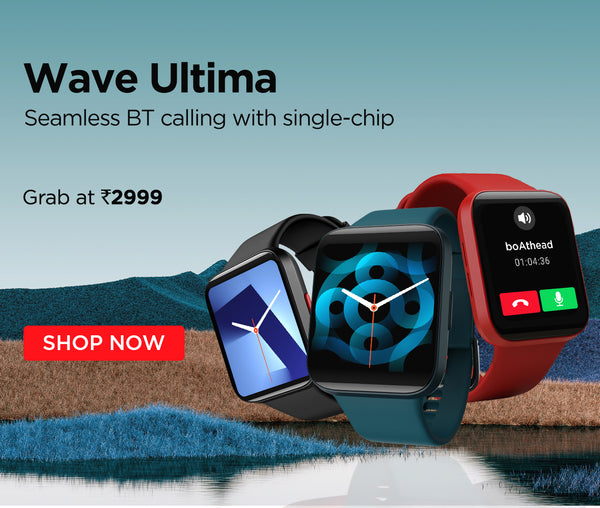 Wave Ultima
Seamless BT calling with single-chip
Grab at ₹2999
SHOP NOW
boAthead
01:04:36